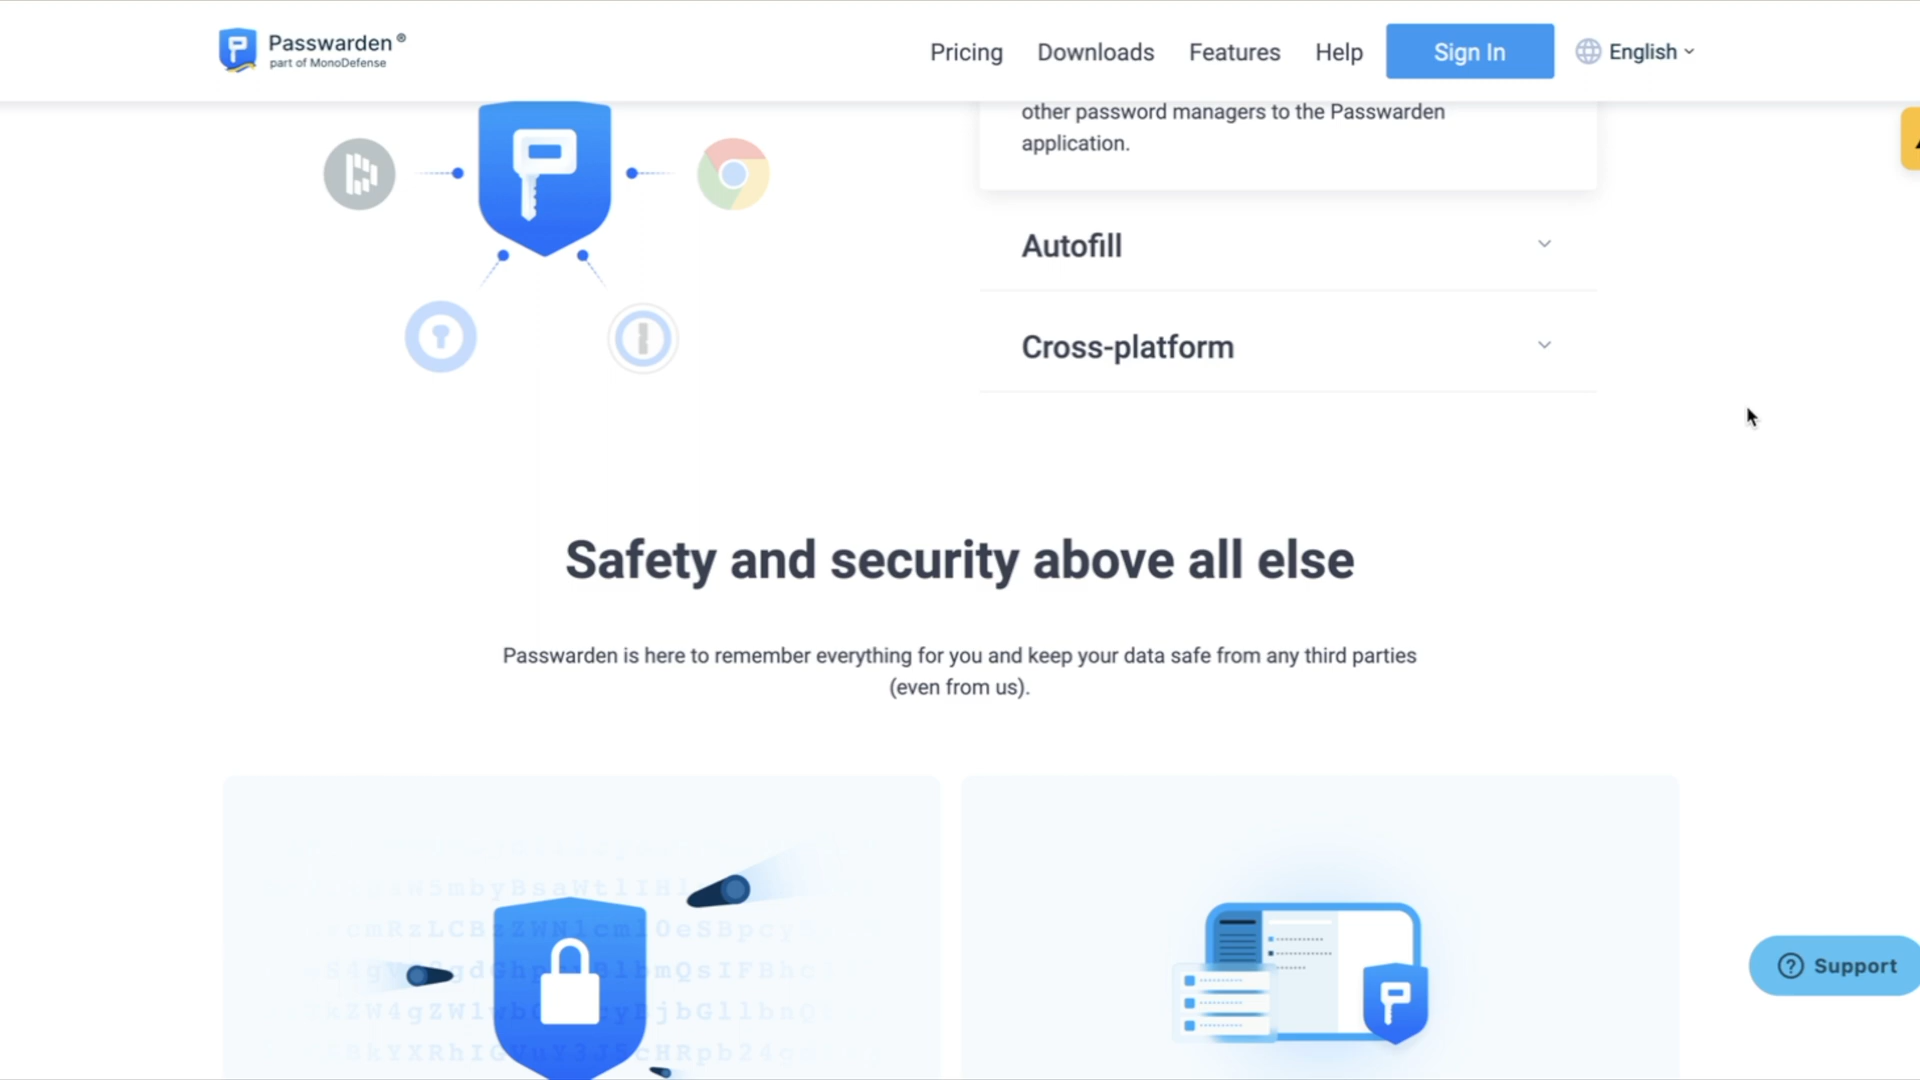 Passwarden ®
part of MonoDefense
Pricing
Downloads
Features
Help
Sign In
English
other password managers to the Passwarden
application.
Autofill
Cross-platform
Safety and security above all else
Passwarden is here to remember everything for you and keep your data safe from any third parties
(even from us).
Support